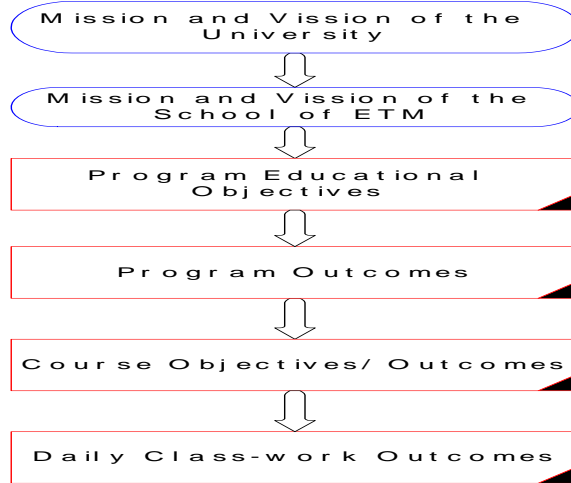 Mission and Vission of the
University
Mission and Vission of the
School of ETM
Program Educational
Objectives
Program Outcomes
Course Objectives/ Outcomes
Daily Class-work Outcomes